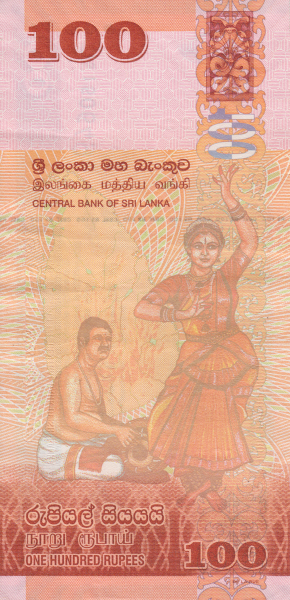 100
100
ශ්‍රී ලංකා මහ බැංකුව
இலங்கை மத்திய வங்கி
CENTRAL BANK OF SRI LANKA
රුපියල් සියයයි
நூறு ரூபாய்
ONE HUNDRED RUPEES
100